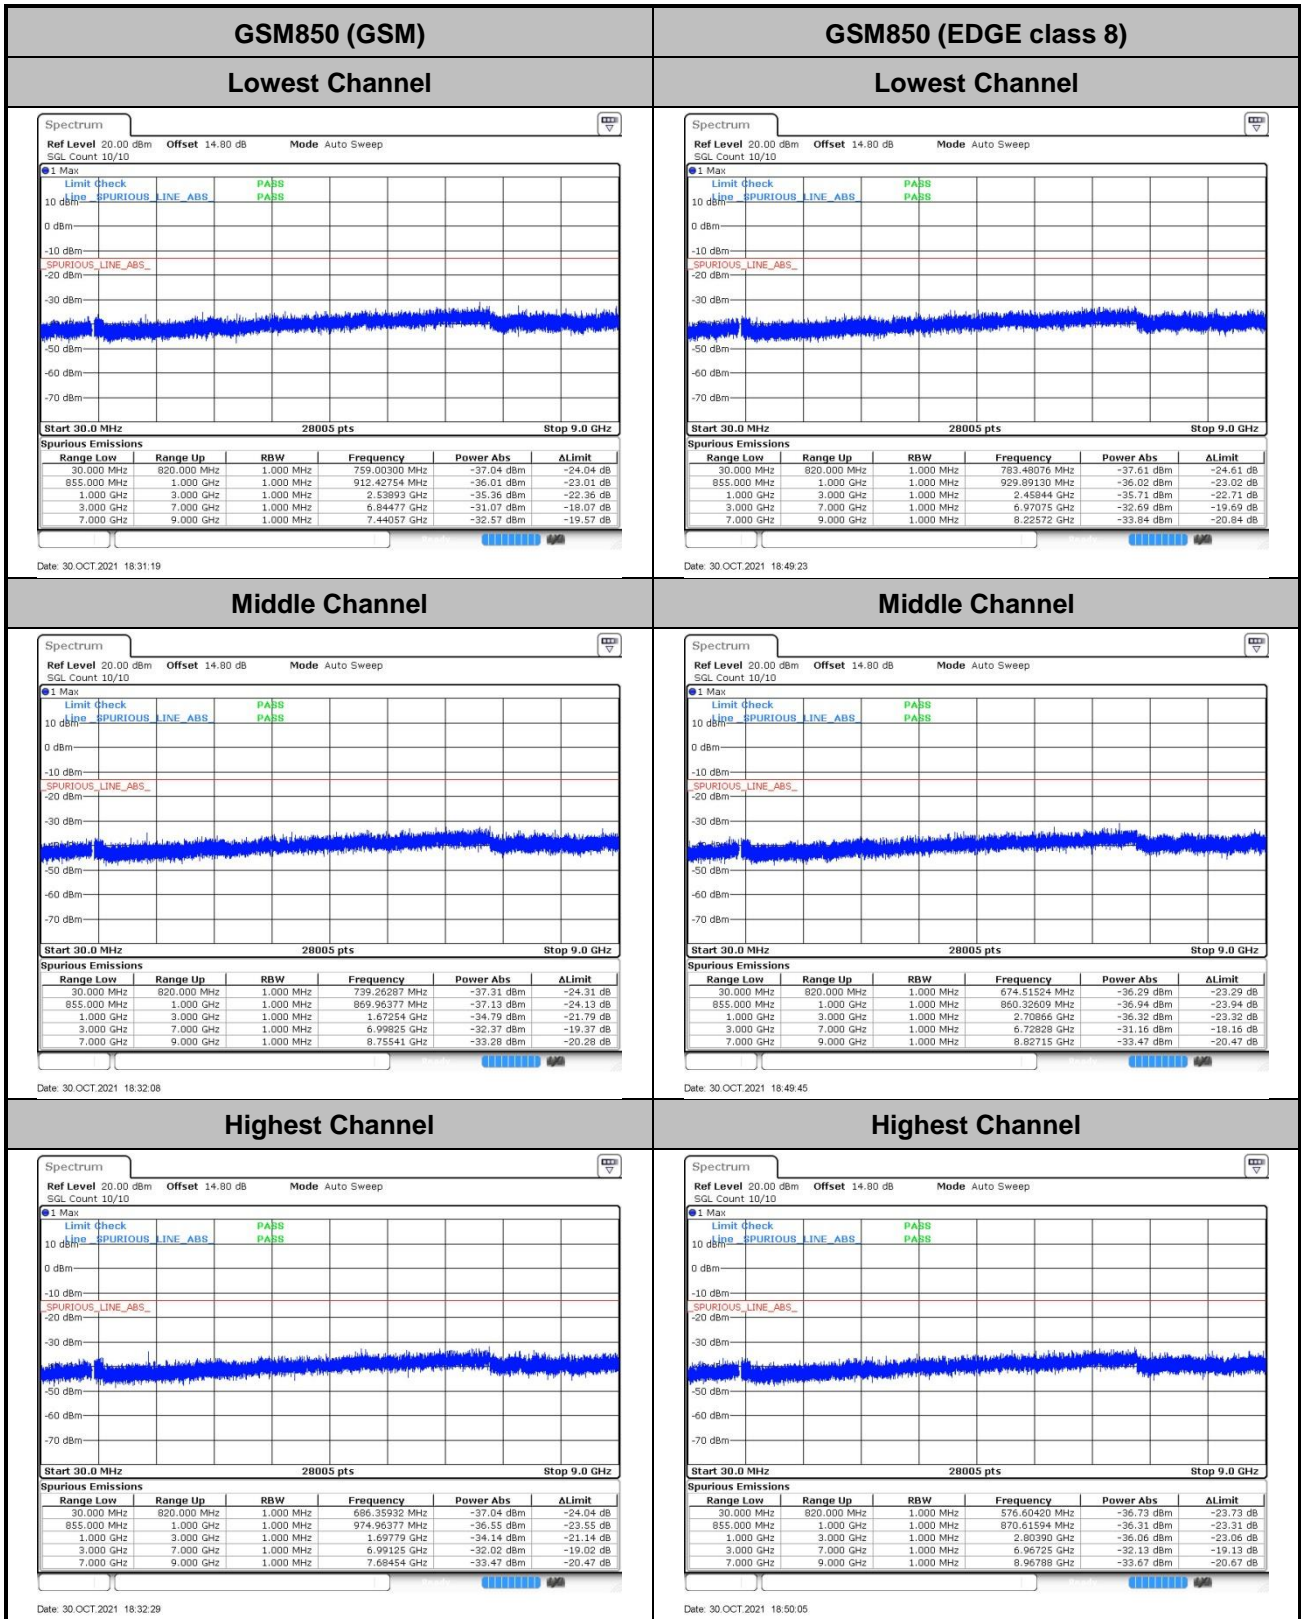 GSM850 (GSM)
GSM850 (EDGE class 8)
Lowest Channel
Lowest Channel
Spectrum
Ref Level 20.00 dBm Offset 14.80 dB Mode Auto Sweep
SGL Count 10/10
1 Max
Limit Check PASS
Line _SPURIOUS_LINE_ABS_ PASS
10 dBm
0 dBm
-10 dBm
_SPURIOUS_LINE_ABS_
-20 dBm
-30 dBm
-50 dBm
-60 dBm
-70 dBm
Start 30.0 MHz 28005 pts Stop 9.0 GHz
Spurious Emissions
Range Low Range Up RBW Frequency Power Abs ΔLimit
30.000 MHz 820.000 MHz 1.000 MHz 759.00300 MHz -37.04 dBm -24.04 dB
855.000 MHz 1.000 GHz 1.000 MHz 912.42754 MHz -36.01 dBm -23.01 dB
1.000 GHz 3.000 GHz 1.000 MHz 2.53893 GHz -35.36 dBm -22.36 dB
3.000 GHz 7.000 GHz 1.000 MHz 6.84477 GHz -31.07 dBm -18.07 dB
7.000 GHz 9.000 GHz 1.000 MHz 7.44057 GHz -32.57 dBm -19.57 dB
Date: 30.OCT.2021 18:31:19
Spectrum
Ref Level 20.00 dBm Offset 14.80 dB Mode Auto Sweep
SGL Count 10/10
1 Max
Limit Check PASS
Line _SPURIOUS_LINE_ABS_ PASS
10 dBm
0 dBm
-10 dBm
_SPURIOUS_LINE_ABS_
-20 dBm
-30 dBm
-50 dBm
-60 dBm
-70 dBm
Start 30.0 MHz 28005 pts Stop 9.0 GHz
Spurious Emissions
Range Low Range Up RBW Frequency Power Abs ΔLimit
30.000 MHz 820.000 MHz 1.000 MHz 783.48076 MHz -37.61 dBm -24.61 dB
855.000 MHz 1.000 GHz 1.000 MHz 929.89130 MHz -36.02 dBm -23.02 dB
1.000 GHz 3.000 GHz 1.000 MHz 2.45844 GHz -35.71 dBm -22.71 dB
3.000 GHz 7.000 GHz 1.000 MHz 6.97075 GHz -32.69 dBm -19.69 dB
7.000 GHz 9.000 GHz 1.000 MHz 8.22572 GHz -33.84 dBm -20.84 dB
Date: 30.OCT.2021 18:49:23
Middle Channel
Middle Channel
Spectrum
Ref Level 20.00 dBm Offset 14.80 dB Mode Auto Sweep
SGL Count 10/10
1 Max
Limit Check PASS
Line _SPURIOUS_LINE_ABS_ PASS
10 dBm
0 dBm
-10 dBm
_SPURIOUS_LINE_ABS_
-20 dBm
-30 dBm
-50 dBm
-60 dBm
-70 dBm
Start 30.0 MHz 28005 pts Stop 9.0 GHz
Spurious Emissions
Range Low Range Up RBW Frequency Power Abs ΔLimit
30.000 MHz 820.000 MHz 1.000 MHz 739.26287 MHz -37.31 dBm -24.31 dB
855.000 MHz 1.000 GHz 1.000 MHz 869.96377 MHz -37.13 dBm -24.13 dB
1.000 GHz 3.000 GHz 1.000 MHz 1.67254 GHz -34.79 dBm -21.79 dB
3.000 GHz 7.000 GHz 1.000 MHz 6.99825 GHz -32.37 dBm -19.37 dB
7.000 GHz 9.000 GHz 1.000 MHz 8.75541 GHz -33.28 dBm -20.28 dB
Date: 30.OCT.2021 18:32:08
Spectrum
Ref Level 20.00 dBm Offset 14.80 dB Mode Auto Sweep
SGL Count 10/10
1 Max
Limit Check PASS
Line _SPURIOUS_LINE_ABS_ PASS
10 dBm
0 dBm
-10 dBm
_SPURIOUS_LINE_ABS_
-20 dBm
-30 dBm
-50 dBm
-60 dBm
-70 dBm
Start 30.0 MHz 28005 pts Stop 9.0 GHz
Spurious Emissions
Range Low Range Up RBW Frequency Power Abs ΔLimit
30.000 MHz 820.000 MHz 1.000 MHz 674.51524 MHz -36.29 dBm -23.29 dB
855.000 MHz 1.000 GHz 1.000 MHz 860.32609 MHz -36.94 dBm -23.94 dB
1.000 GHz 3.000 GHz 1.000 MHz 2.70866 GHz -36.32 dBm -23.32 dB
3.000 GHz 7.000 GHz 1.000 MHz 6.72828 GHz -31.16 dBm -18.16 dB
7.000 GHz 9.000 GHz 1.000 MHz 8.82715 GHz -33.47 dBm -20.47 dB
Date: 30.OCT.2021 18:49:45
Highest Channel
Highest Channel
Spectrum
Ref Level 20.00 dBm Offset 14.80 dB Mode Auto Sweep
SGL Count 10/10
1 Max
Limit Check PASS
Line _SPURIOUS_LINE_ABS_ PASS
10 dBm
0 dBm
-10 dBm
_SPURIOUS_LINE_ABS_
-20 dBm
-30 dBm
-50 dBm
-60 dBm
-70 dBm
Start 30.0 MHz 28005 pts Stop 9.0 GHz
Spurious Emissions
Range Low Range Up RBW Frequency Power Abs ΔLimit
30.000 MHz 820.000 MHz 1.000 MHz 686.35932 MHz -37.04 dBm -24.04 dB
855.000 MHz 1.000 GHz 1.000 MHz 974.96377 MHz -36.55 dBm -23.55 dB
1.000 GHz 3.000 GHz 1.000 MHz 1.69779 GHz -34.14 dBm -21.14 dB
3.000 GHz 7.000 GHz 1.000 MHz 6.99125 GHz -32.02 dBm -19.02 dB
7.000 GHz 9.000 GHz 1.000 MHz 7.68454 GHz -33.47 dBm -20.47 dB
Date: 30.OCT.2021 18:32:29
Spectrum
Ref Level 20.00 dBm Offset 14.80 dB Mode Auto Sweep
SGL Count 10/10
1 Max
Limit Check PASS
Line _SPURIOUS_LINE_ABS_ PASS
10 dBm
0 dBm
-10 dBm
_SPURIOUS_LINE_ABS_
-20 dBm
-30 dBm
-50 dBm
-60 dBm
-70 dBm
Start 30.0 MHz 28005 pts Stop 9.0 GHz
Spurious Emissions
Range Low Range Up RBW Frequency Power Abs ΔLimit
30.000 MHz 820.000 MHz 1.000 MHz 576.60420 MHz -36.73 dBm -23.73 dB
855.000 MHz 1.000 GHz 1.000 MHz 870.61594 MHz -36.31 dBm -23.31 dB
1.000 GHz 3.000 GHz 1.000 MHz 2.80390 GHz -36.06 dBm -23.06 dB
3.000 GHz 7.000 GHz 1.000 MHz 6.96725 GHz -32.13 dBm -19.13 dB
7.000 GHz 9.000 GHz 1.000 MHz 8.96788 GHz -33.67 dBm -20.67 dB
Date: 30.OCT.2021 18:50:05